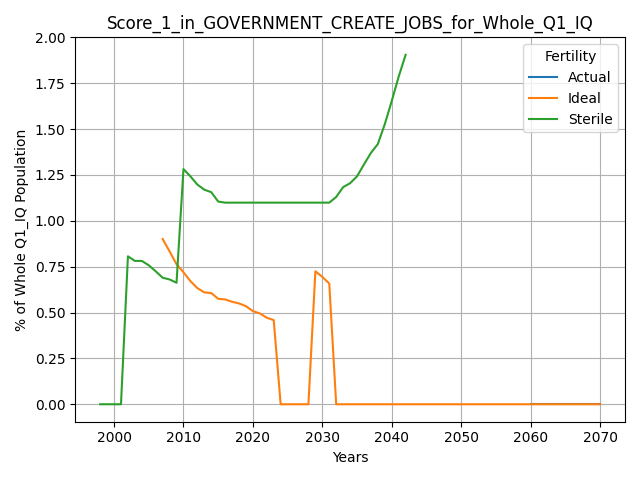 Score_1_in_GOVERNMENT_CREATE_JOBS_for_Whole_Q1_IQ
Fertility
Actual
Ideal
Sterile
% of Whole Q1_IQ Population
2.00
1.75
1.50
1.25
1.00
0.75
0.50
0.25
0.00
2000 2010 2020 2030 2040 2050 2060 2070
Years